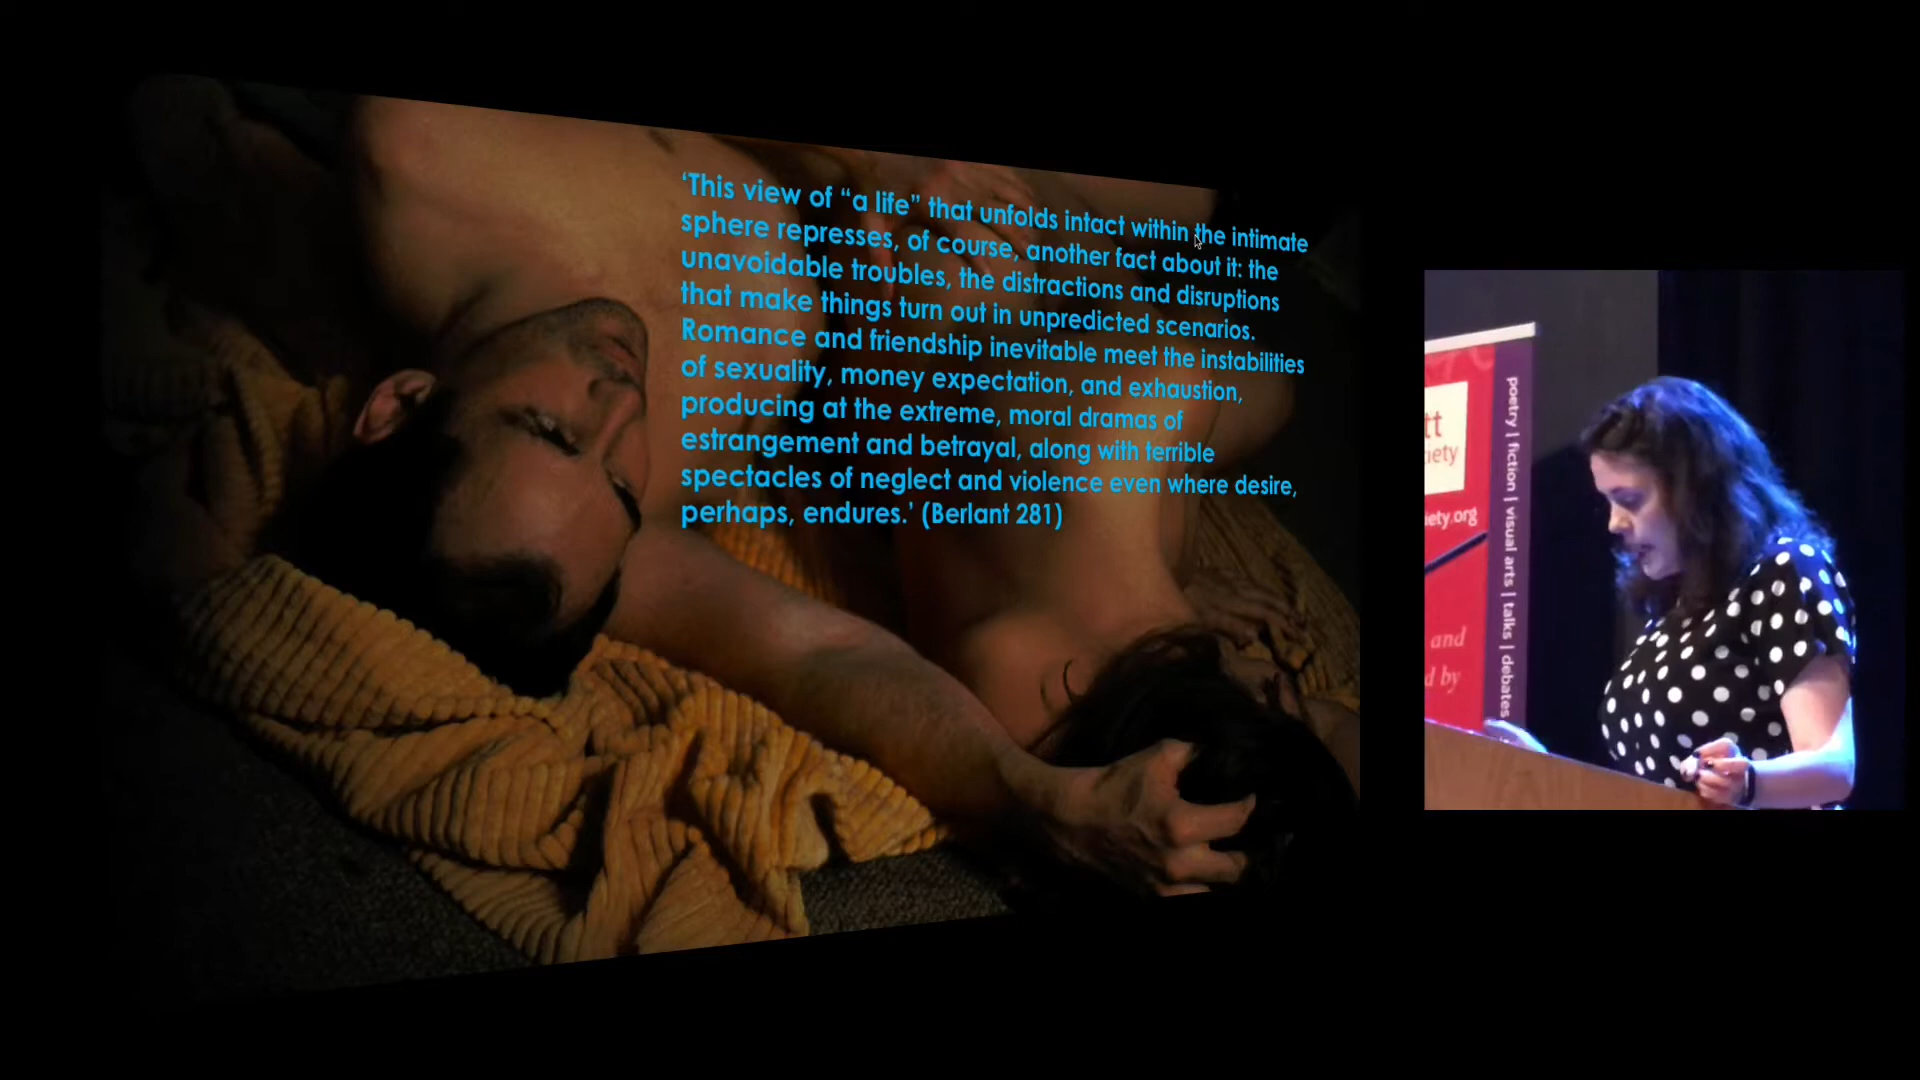 ‘This view of “a life” that unfolds intact within the intimate
sphere represses, of course, another fact about it: the
unavoidable troubles, the distractions and disruptions
that make things turn out in unpredicted scenarios.
Romance and friendship inevitable meet the instabilities
of sexuality, money expectation, and exhaustion,
producing at the extreme, moral dramas of
estrangement and betrayal, along with terrible
spectacles of neglect and violence even where desire,
perhaps, endures.’ (Berlant 281)
tt
iety
iety.org
and
d by
poetry | fiction | visual arts | talks | debates